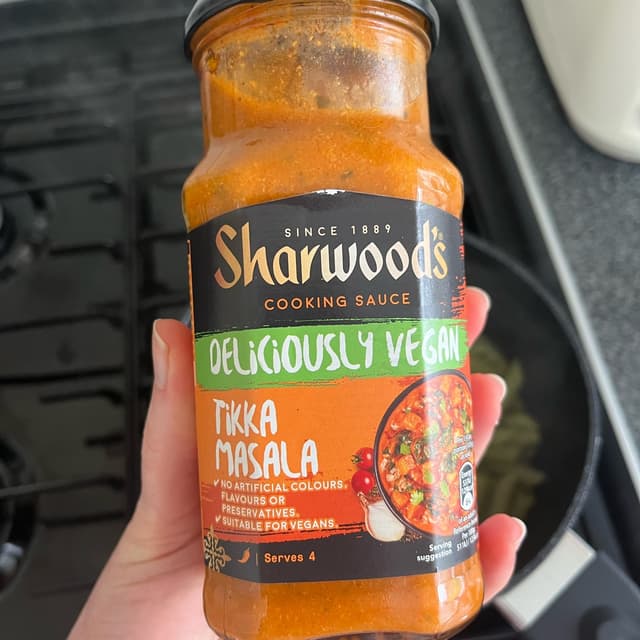 SINCE 1889
Sharwood's
COOKING SAUCE
DELiCiOUSLY VEGAN
TiKKA
MASALA
✓ NO ARTIFICIAL COLOURS,
FLAVOURS OR
PRESERVATIVES.
✓ SUITABLE FOR VEGANS.
Serves 4
Serving
suggestion